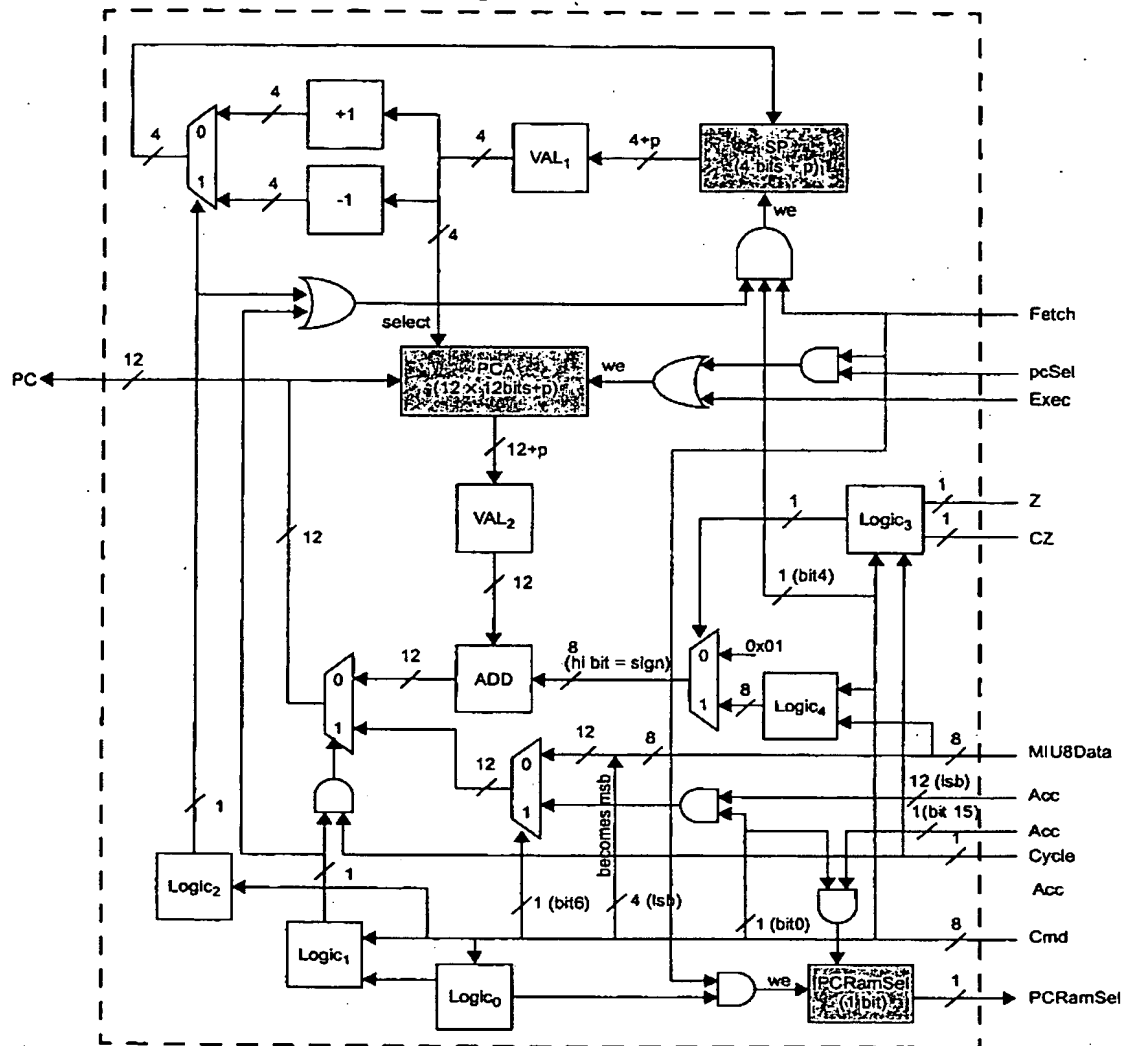 4
+1
4
0
1
4
-1
VAL1
4
4+p
SP
(4 bits + p)
we
4
select
Fetch
pcSel
Exec
PC
12
PCA
(12 × 12bits+p)
we
12+p
VAL2
12
12
1
Logic3
1
Z
1
CZ
1 (bit4)
0
1
0x01
8
(hi bit = sign)
ADD
12
0
1
8
Logic4
12
8
8
MIU8Data
12
0
1
becomes msb
12 (lsb)
Acc
1(bit 15)
Acc
1
Cycle
Acc
1
Logic2
1
1 (bit6)
4 (lsb)
1 (bit0)
8
Cmd
Logic1
Logic0
we
PCRamSel
(1 bit)
1
PCRamSel